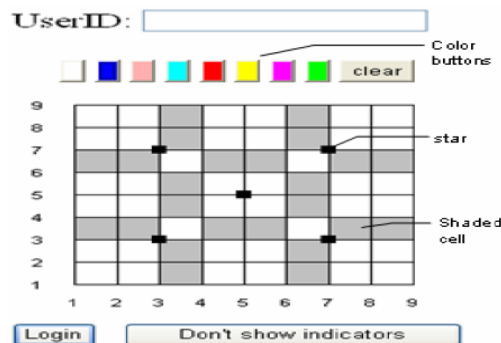 UserID:
Color
buttons
clear
9
8
7
star
6
5
4
3
Shaded
cell
2
1
1 2 3 4 5 6 7 8 9
Login Don't show indicators